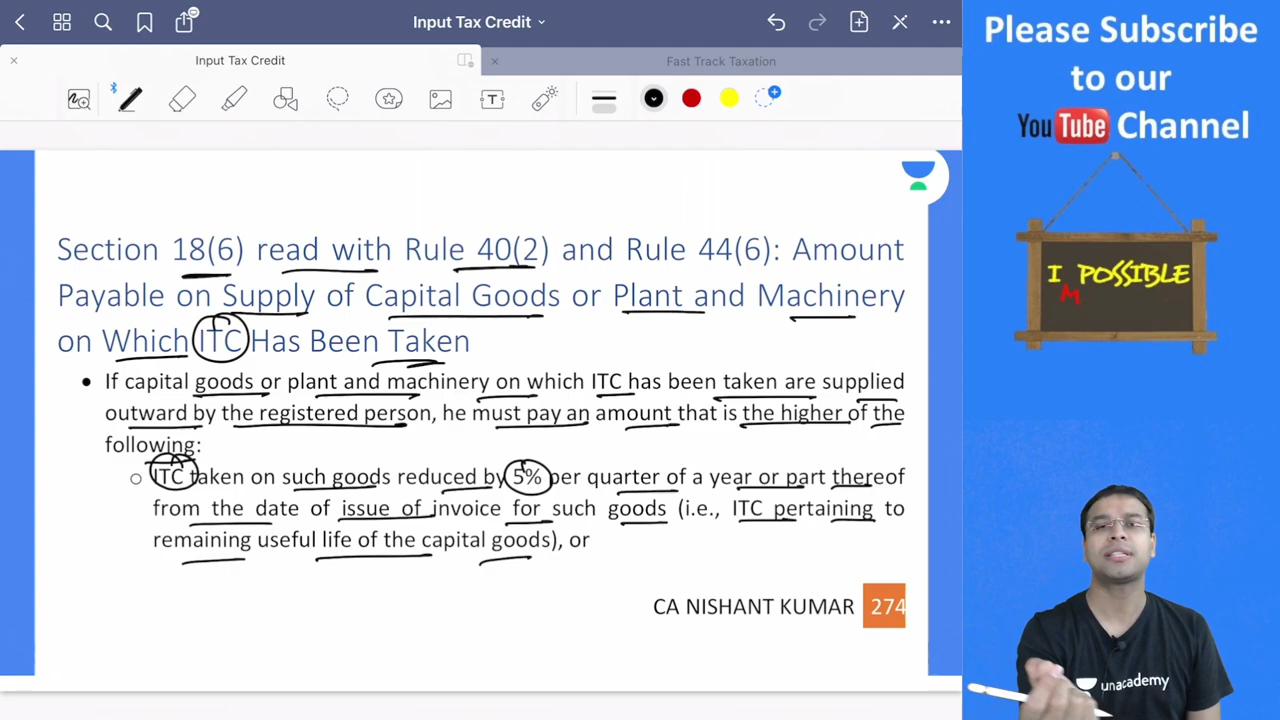 Input Tax Credit
Input Tax Credit
Fast Track Taxation
T
Please Subscribe
to our
YouTube Channel
I POSSIBLE
M
Section 18(6) read with Rule 40(2) and Rule 44(6): Amount
Payable on Supply of Capital Goods or Plant and Machinery
on Which ITC Has Been Taken
• If capital goods or plant and machinery on which ITC has been taken are supplied
outward by the registered person, he must pay an amount that is the higher of the
following:
○ ITC taken on such goods reduced by 5% per quarter of a year or part thereof
from the date of issue of invoice for such goods (i.e., ITC pertaining to
remaining useful life of the capital goods), or
CA NISHANT KUMAR 274
unacademy